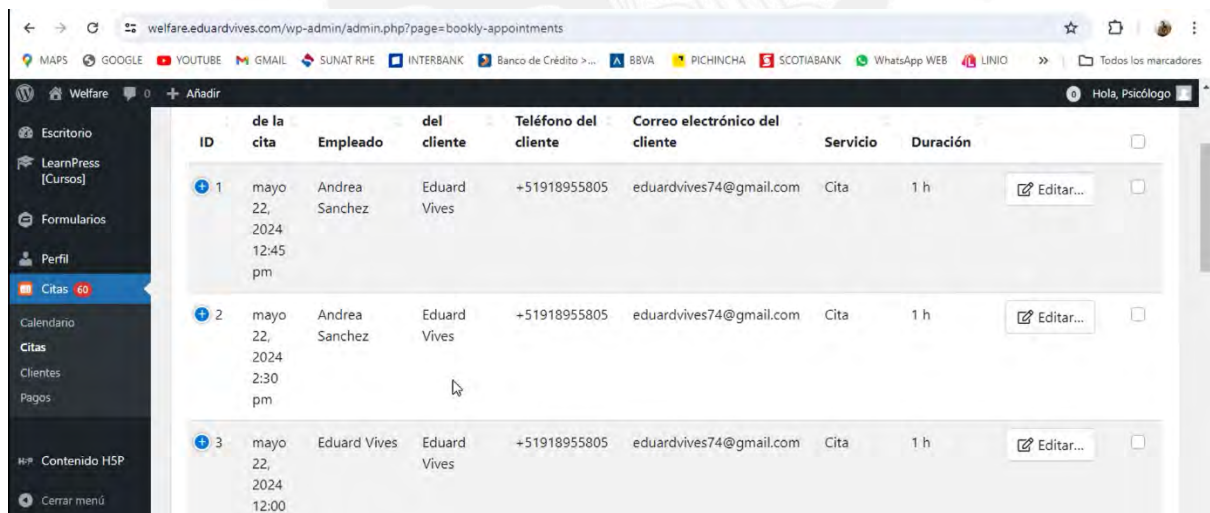 welfare.eduardvives.com/wp-admin/admin.php?page=bookly-appointments
MAPS GOOGLE YOUTUBE GMAIL SUNAT RHE INTERBANK Banco de Crédito >... BBVA PICHINCHA SCOTIABANK WhatsApp WEB LINIO » Todos los marcadores
Welfare 0 + Añadir 0 Hola, Psicólogo
Escritorio
LearnPress
[Cursos]
Formularios
Perfil
Citas 60
Calendario
Citas
Clientes
Pagos
H-P Contenido H5P
Cerrar menú
de la del Teléfono del Correo electrónico del
ID cita Empleado cliente cliente cliente Servicio Duración
1 mayo Andrea Eduard +51918955805 eduardvives74@gmail.com Cita 1 h Editar...
22, Sanchez Vives
2024
12:45
pm
2 mayo Andrea Eduard +51918955805 eduardvives74@gmail.com Cita 1 h Editar...
22, Sanchez Vives
2024
2:30
pm
3 mayo Eduard Vives Eduard +51918955805 eduardvives74@gmail.com Cita 1 h Editar...
22, Vives
2024
12:00